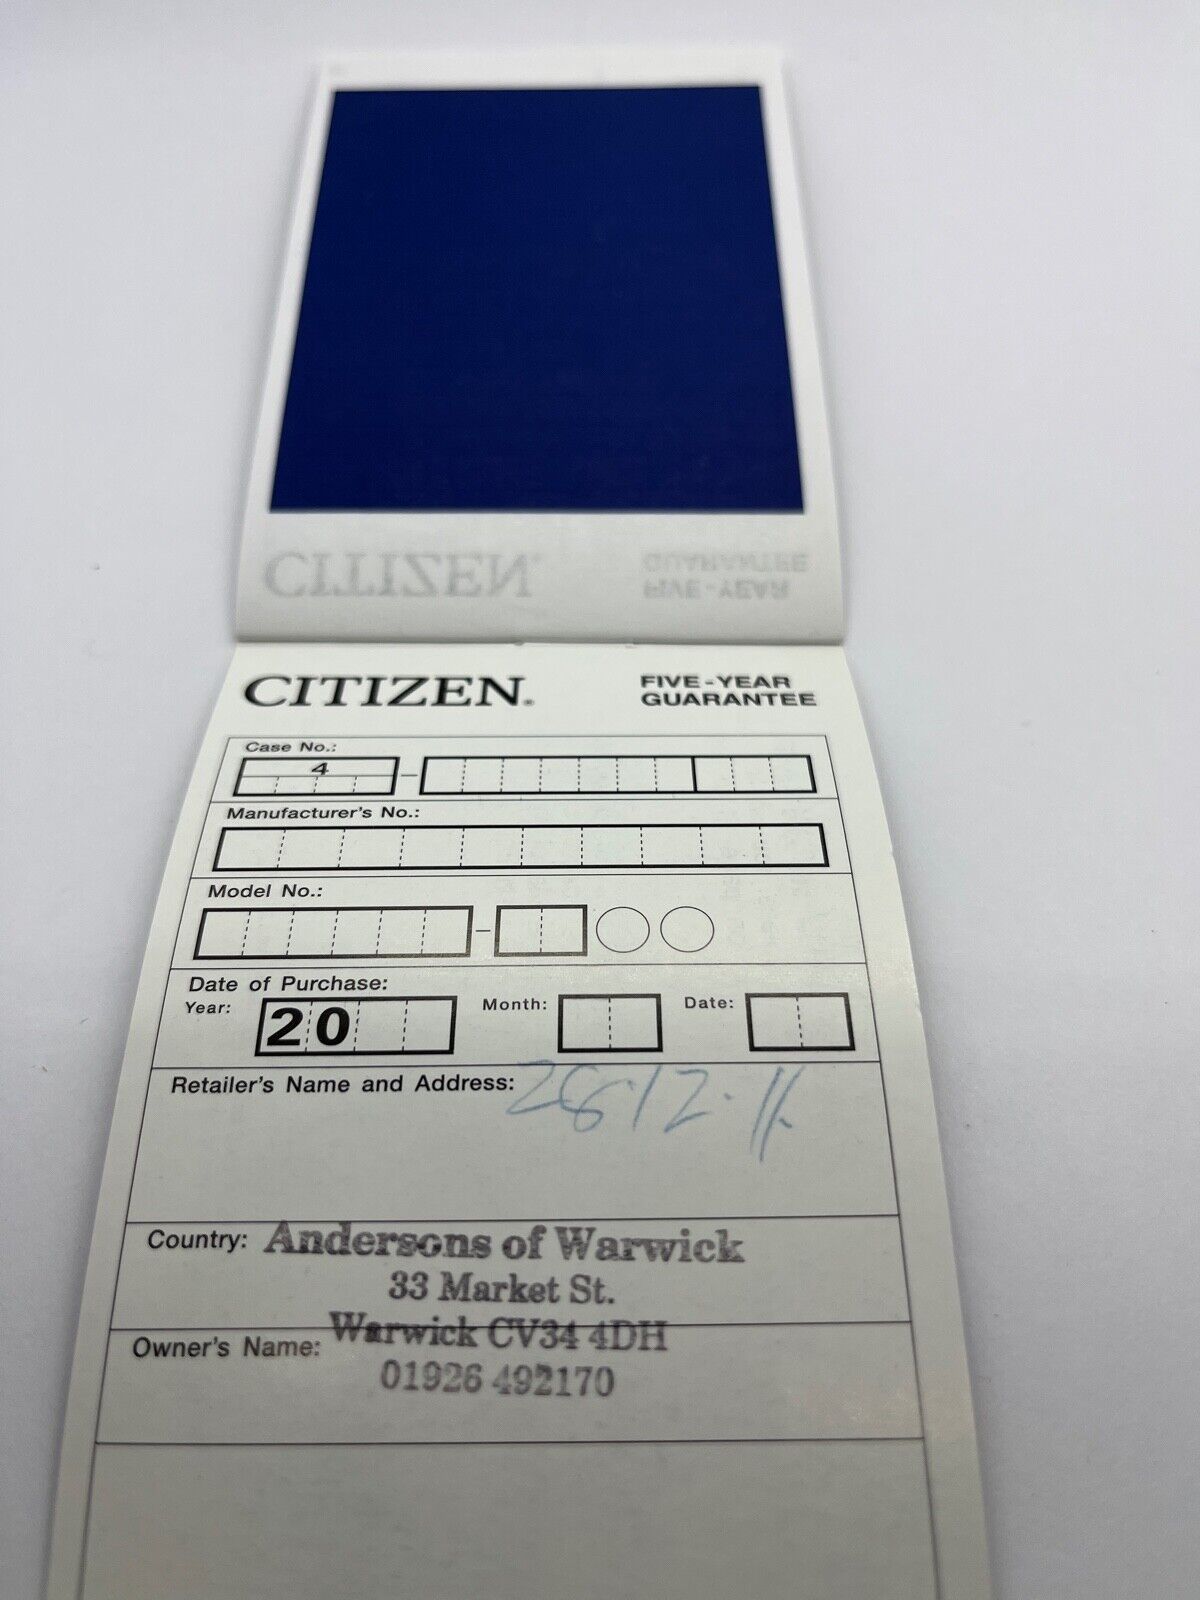 CITIZEN
GUARANTEE
FIVE-YEAR
CITIZEN® FIVE-YEAR
GUARANTEE
Case No.:
4 –
Manufacturer's No.:
Model No.:
–
Date of Purchase:
Year: 20 Month: Date:
Retailer's Name and Address: 28.12.11.
Country: Andersons of Warwick
33 Market St.
Warwick CV34 4DH
Owner's Name:
01926 492170